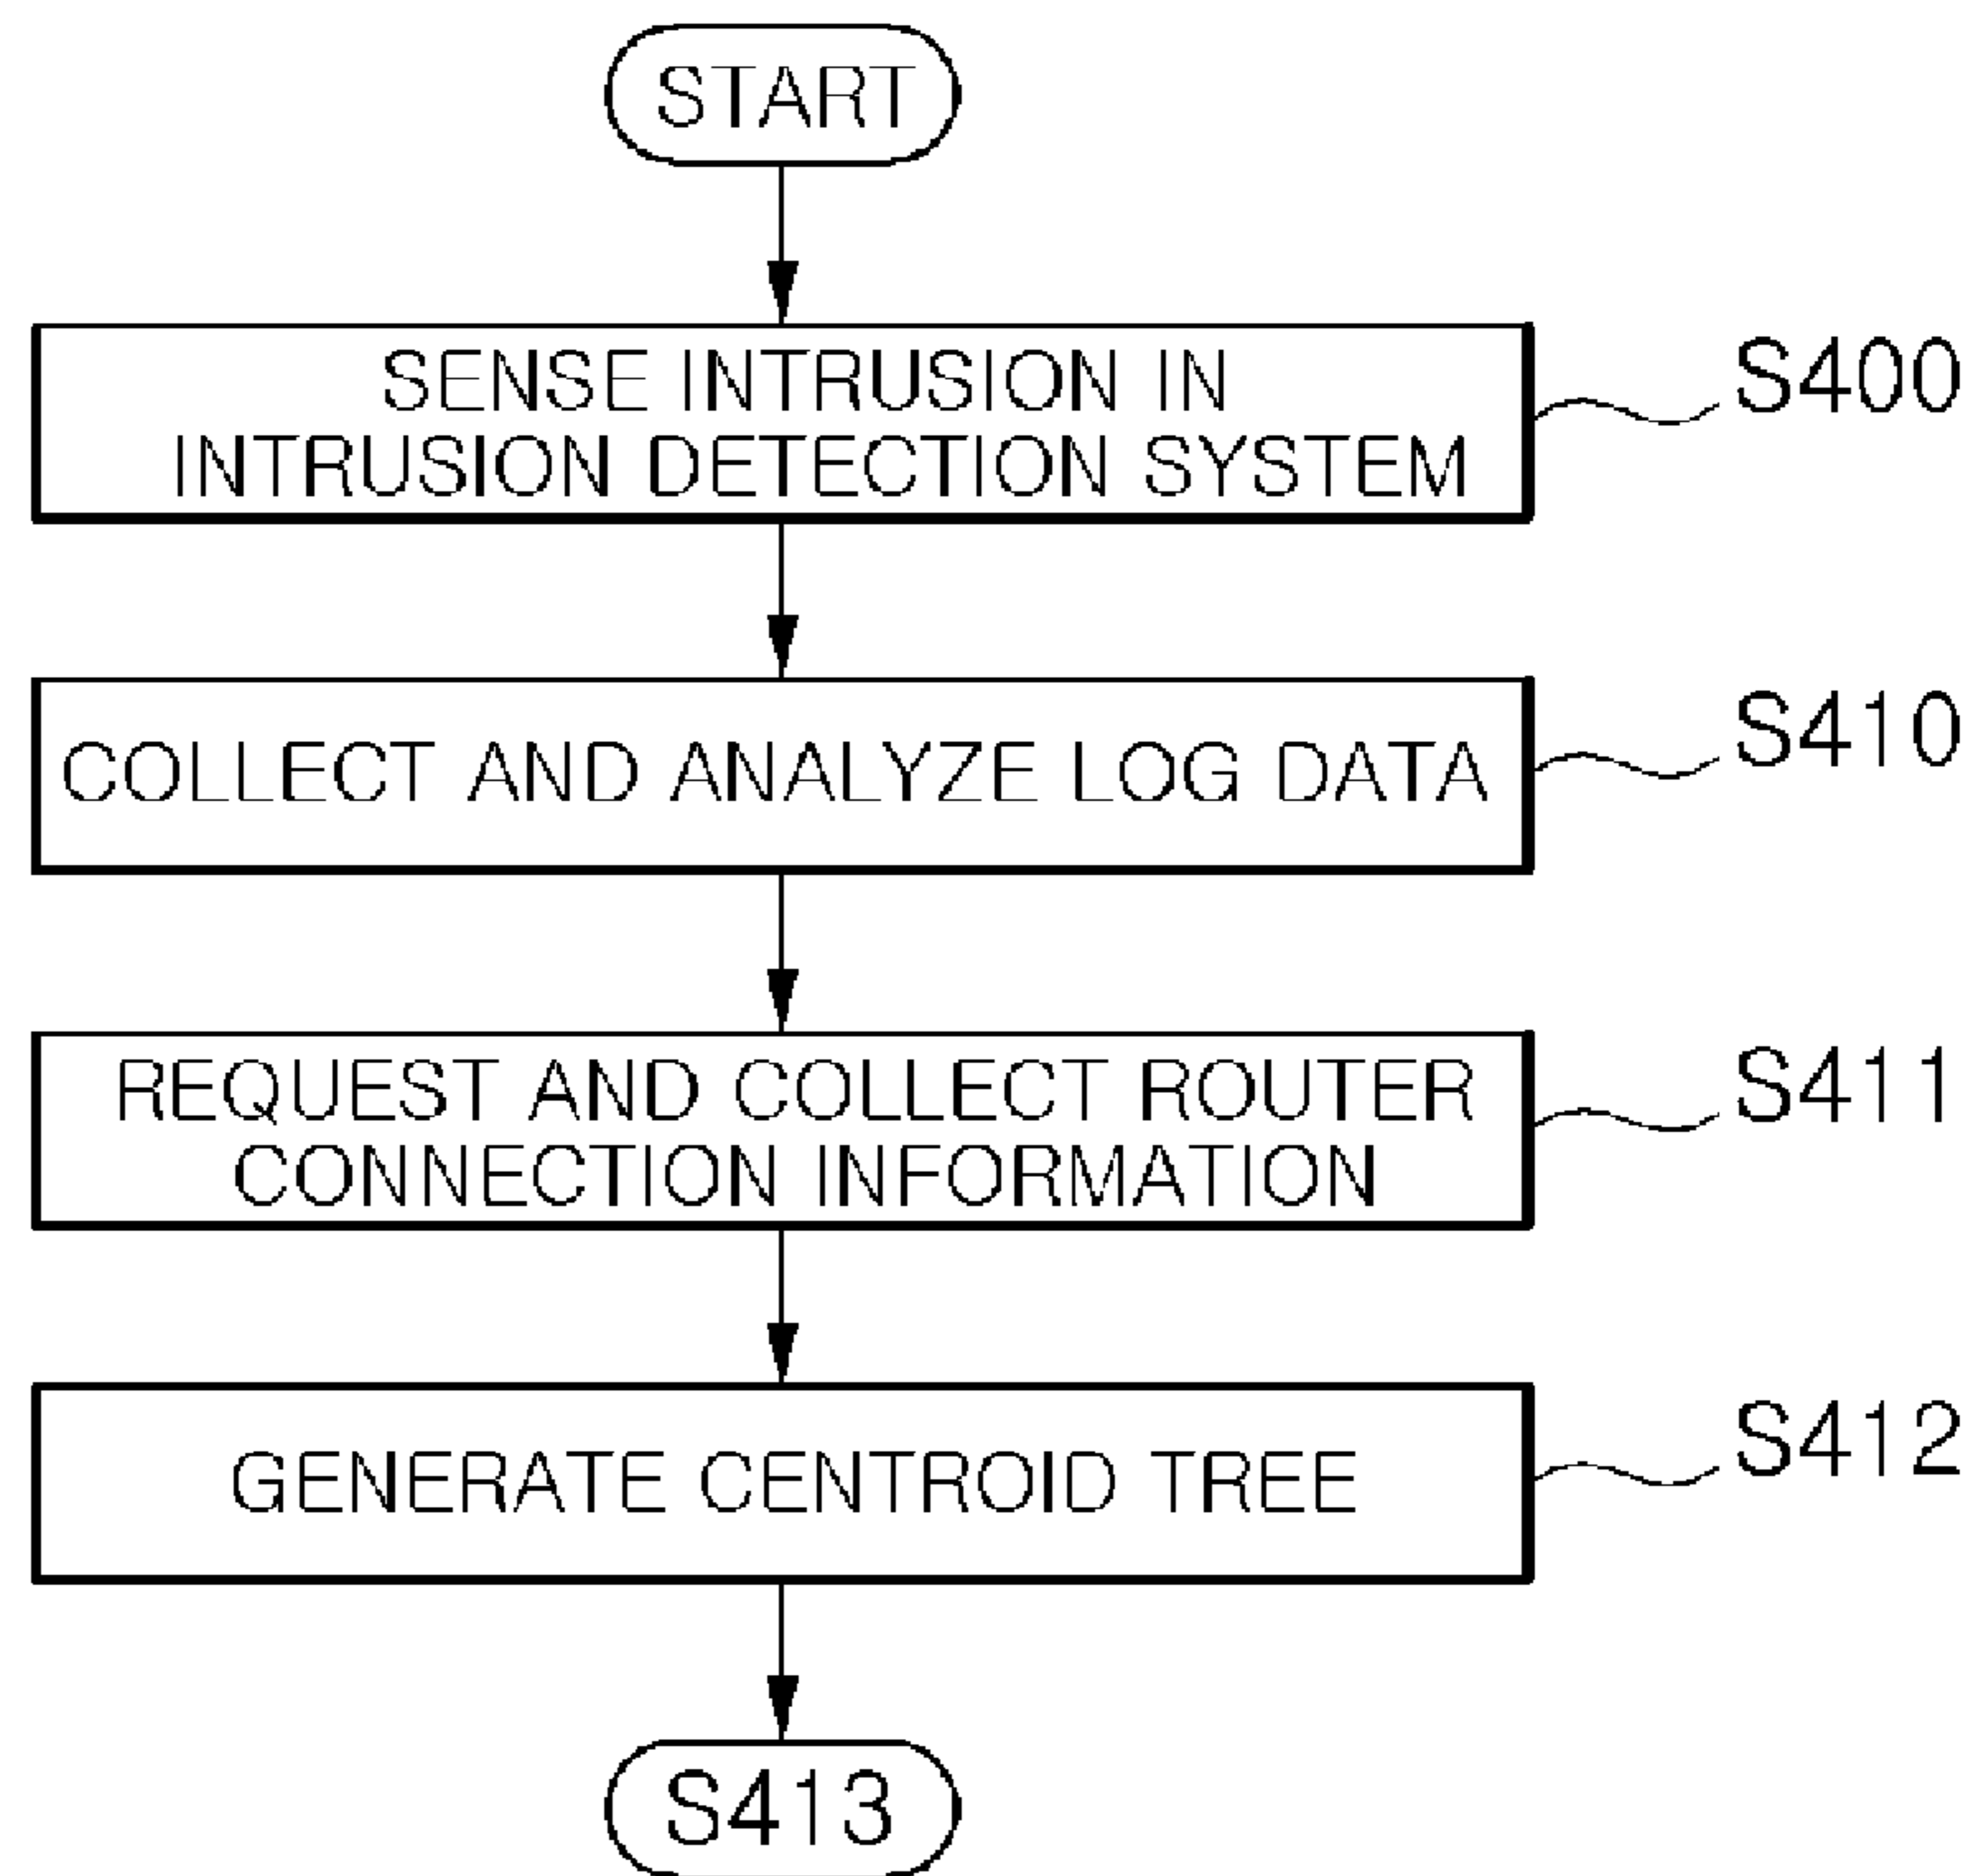 START
SENSE INTRUSION IN
INTRUSION DETECTION SYSTEM
S400
COLLECT AND ANALYZE LOG DATA
S410
REQUEST AND COLLECT ROUTER
CONNECTION INFORMATION
S411
GENERATE CENTROID TREE
S412
S413